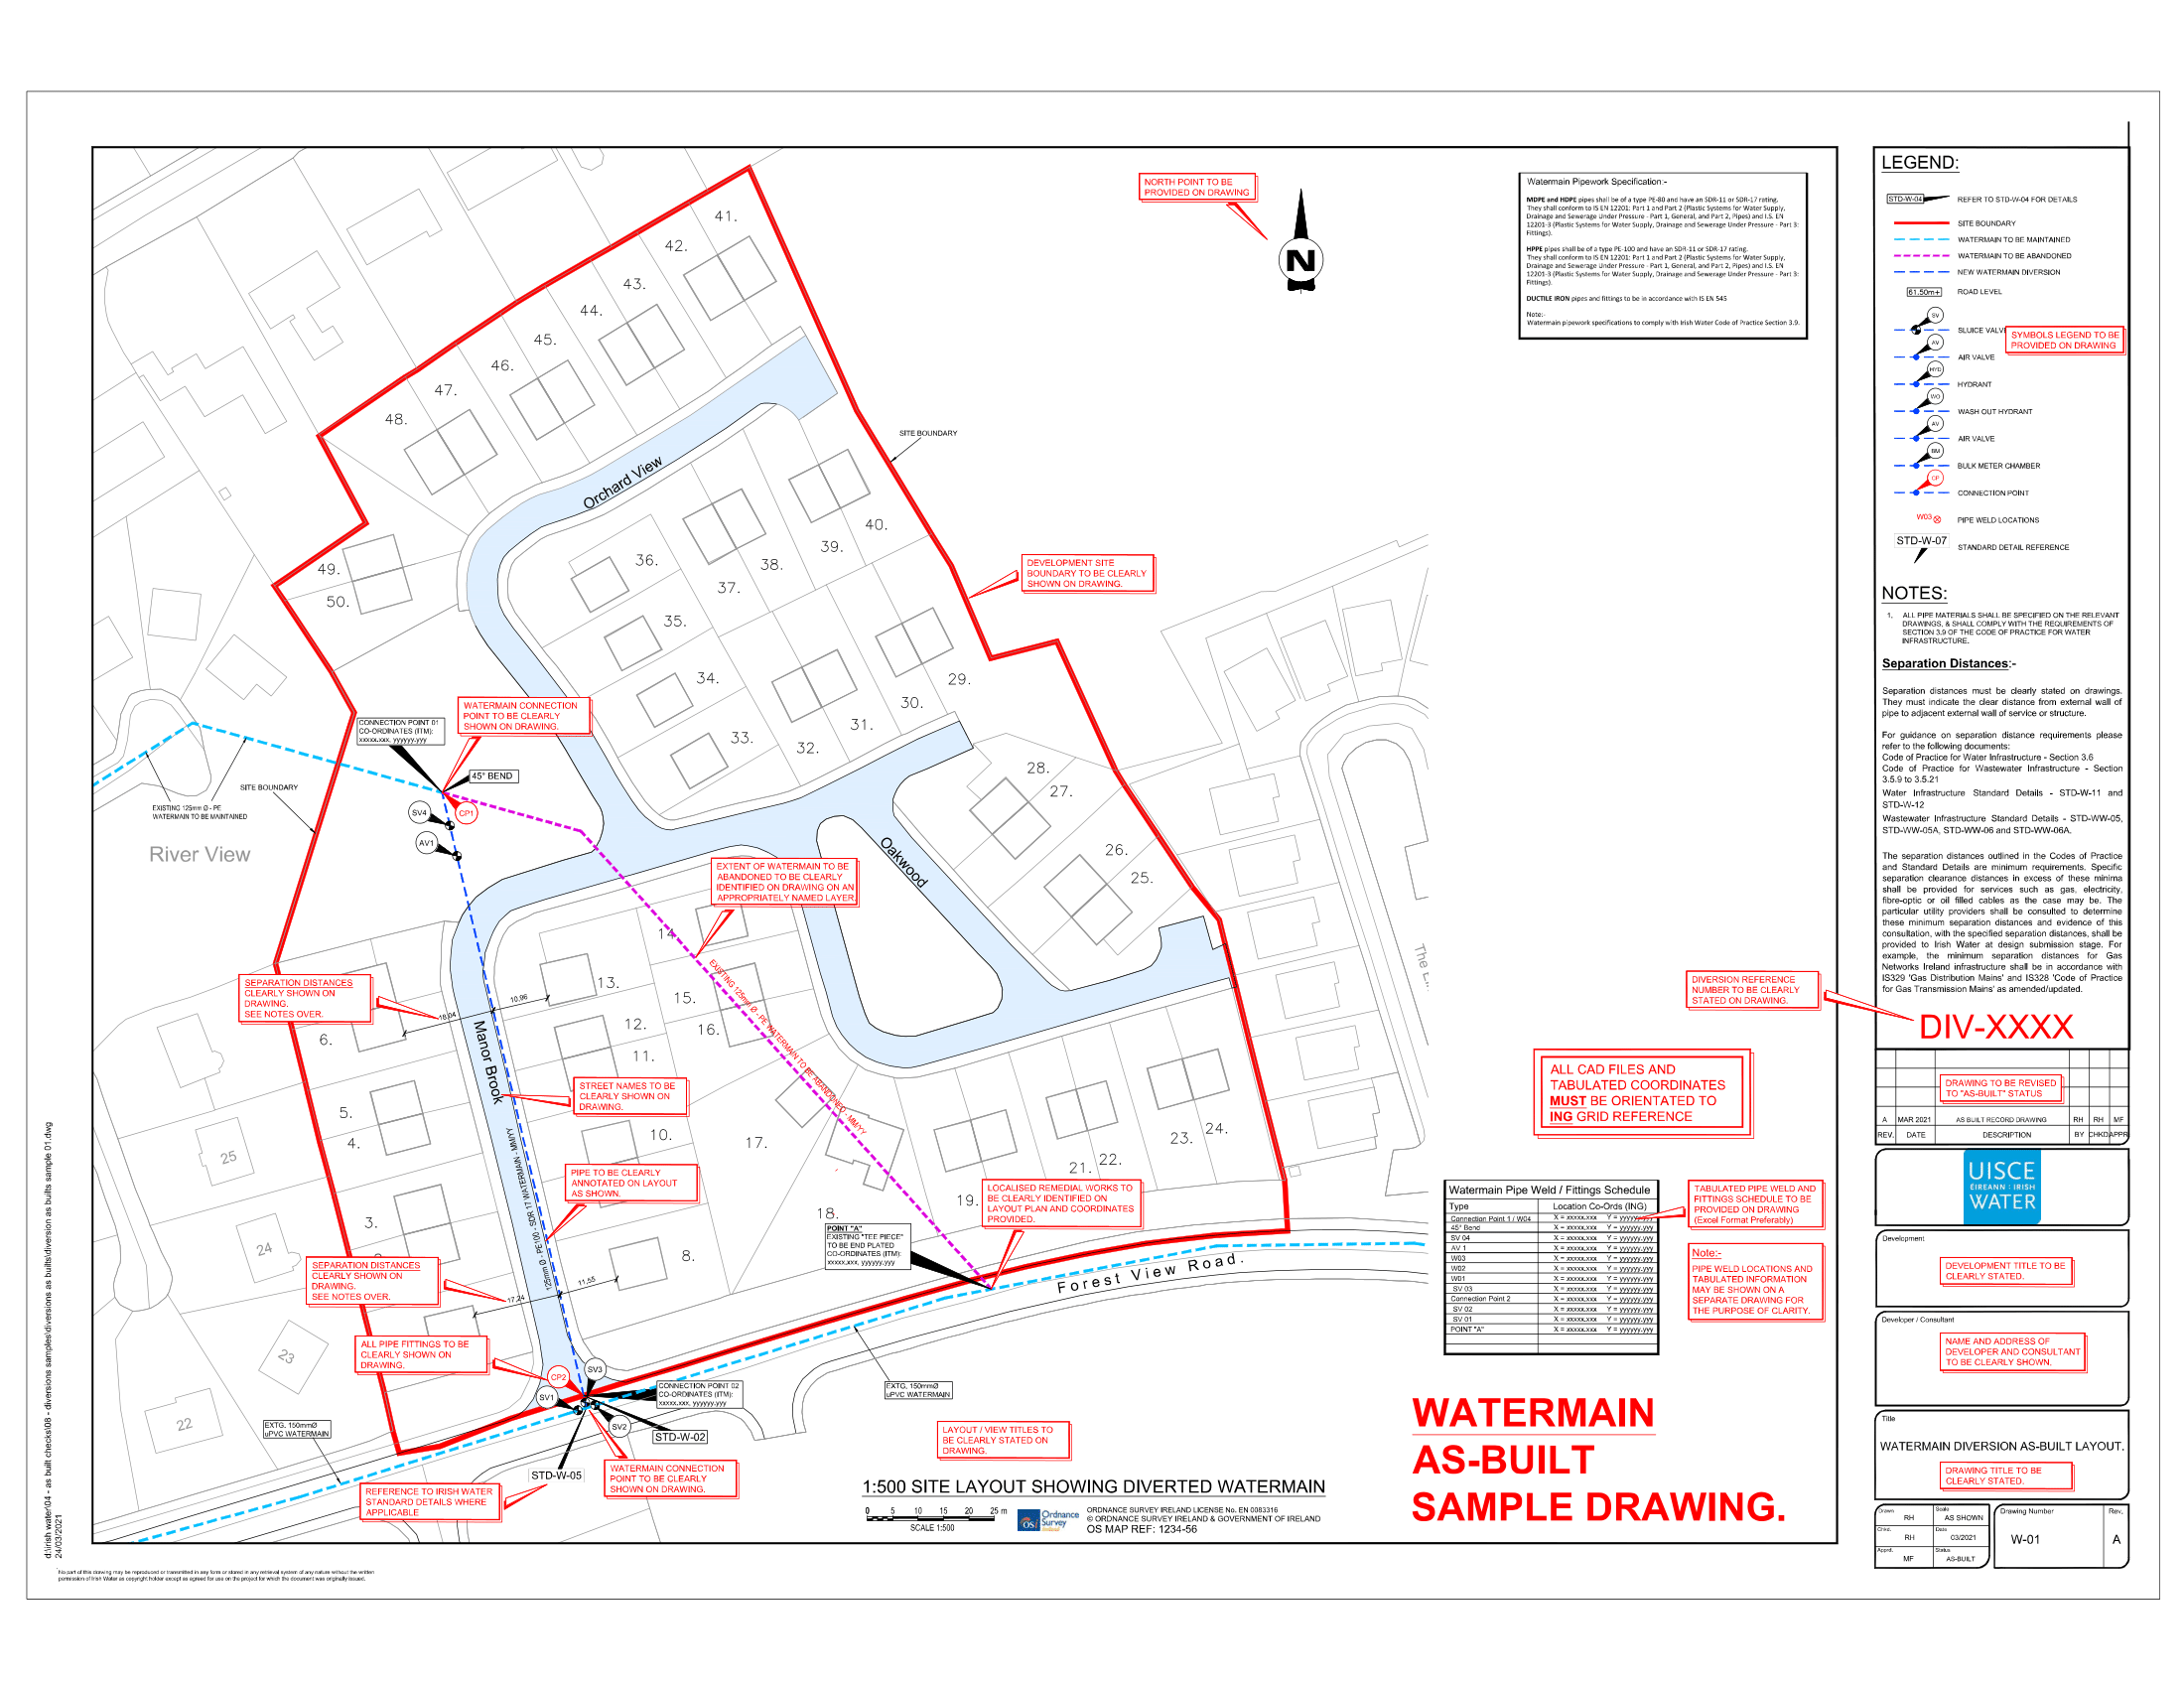 41.
42.
43.
44.
45.
46.
47.
48.
49.
50.
Orchard View
36.
35.
34.
33.
37.
38.
39.
40.
29.
30.
31.
32.
28.
27.
26.
25.
Oakwood
SITE BOUNDARY
NORTH POINT TO BE
PROVIDED ON DRAWING
N
Watermain Pipework Specification:-
MDPE and HDPE pipes shall be of a type PE-80 and have an SDR-11 or SDR-17 rating.
They shall conform to IS EN 12201: Part 1 and Part 2 (Plastic Systems for Water Supply,
Drainage and Sewerage Under Pressure - Part 1, General, and Part 2, Pipes) and I.S. EN
12201-3 (Plastic Systems for Water Supply, Drainage and Sewerage Under Pressure - Part 3:
Fittings).
HPPE pipes shall be of a type PE-100 and have an SDR-11 or SDR-17 rating.
They shall conform to IS EN 12201: Part 1 and Part 2 (Plastic Systems for Water Supply,
Drainage and Sewerage Under Pressure - Part 1, General, and Part 2, Pipes) and I.S. EN
12201-3 (Plastic Systems for Water Supply, Drainage and Sewerage Under Pressure - Part 3:
Fittings).
DUCTILE IRON pipes and fittings to be in accordance with IS EN 545
Note:-
Watermain pipework specifications to comply with Irish Water Code of Practice Section 3.9.
DEVELOPMENT SITE
BOUNDARY TO BE CLEARLY
SHOWN ON DRAWING.
WATERMAIN CONNECTION
POINT TO BE CLEARLY
SHOWN ON DRAWING.
CONNECTION POINT 01
CO-ORDINATES (ITM):
xxxxx.xxx, yyyyyy.yyy
45° BEND
SV4
CP1
AV1
SITE BOUNDARY
EXISTING 125mm Ø - PE
WATERMAIN TO BE MAINTAINED
River View
EXTENT OF WATERMAIN TO BE
ABANDONED TO BE CLEARLY
IDENTIFIED ON DRAWING ON AN
APPROPRIATELY NAMED LAYER.
EXISTING 125mm Ø - PE WATERMAIN TO BE ABANDONED - MM/YY
SEPARATION DISTANCES
CLEARLY SHOWN ON
DRAWING.
SEE NOTES OVER.
18,04
10,96
Manor Brook
6.
5.
4.
3.
13.
12.
11.
10.
8.
14.
15.
16.
17.
18.
19.
21.
22.
23.
24.
25
24
23
22
STREET NAMES TO BE
CLEARLY SHOWN ON
DRAWING.
PIPE TO BE CLEARLY
ANNOTATED ON LAYOUT
AS SHOWN.
125mm Ø - PE100 - SDR 17 WATERMAIN - MM/YY
SEPARATION DISTANCES
CLEARLY SHOWN ON
DRAWING.
SEE NOTES OVER.
17,24
11,55
ALL PIPE FITTINGS TO BE
CLEARLY SHOWN ON
DRAWING.
CP2
SV3
SV1
SV2
CONNECTION POINT 02
CO-ORDINATES (ITM):
xxxxx.xxx, yyyyyy.yyy
STD-W-02
STD-W-05
WATERMAIN CONNECTION
POINT TO BE CLEARLY
SHOWN ON DRAWING.
EXTG, 150mmØ
uPVC WATERMAIN
REFERENCE TO IRISH WATER
STANDARD DETAILS WHERE
APPLICABLE
POINT "A"
EXISTING "TEE PIECE"
TO BE END PLATED
CO-ORDINATES (ITM):
xxxxx.xxx, yyyyyy.yyy
LOCALISED REMEDIAL WORKS TO
BE CLEARLY IDENTIFIED ON
LAYOUT PLAN AND COORDINATES
PROVIDED.
Forest View Road.
EXTG, 150mmØ
uPVC WATERMAIN
LAYOUT / VIEW TITLES TO
BE CLEARLY STATED ON
DRAWING.
1:500 SITE LAYOUT SHOWING DIVERTED WATERMAIN
0 5 10 15 20 25 m
SCALE 1:500
OSi Ordnance
Survey
Ireland
ORDNANCE SURVEY IRELAND LICENSE No. EN 0083316
© ORDNANCE SURVEY IRELAND & GOVERNMENT OF IRELAND
OS MAP REF: 1234-56
ALL CAD FILES AND
TABULATED COORDINATES
MUST BE ORIENTATED TO
ING GRID REFERENCE
Watermain Pipe Weld / Fittings Schedule
Type Location Co-Ords (ING)
Connection Point 1 / W04 X = xxxxx.xxx Y = yyyyyy.yyy
45° Bend X = xxxxx.xxx Y = yyyyyy.yyy
SV 04 X = xxxxx.xxx Y = yyyyyy.yyy
AV 1 X = xxxxx.xxx Y = yyyyyy.yyy
W03 X = xxxxx.xxx Y = yyyyyy.yyy
W02 X = xxxxx.xxx Y = yyyyyy.yyy
W01 X = xxxxx.xxx Y = yyyyyy.yyy
SV 03 X = xxxxx.xxx Y = yyyyyy.yyy
Connection Point 2 X = xxxxx.xxx Y = yyyyyy.yyy
SV 02 X = xxxxx.xxx Y = yyyyyy.yyy
SV 01 X = xxxxx.xxx Y = yyyyyy.yyy
POINT "A" X = xxxxx.xxx Y = yyyyyy.yyy
TABULATED PIPE WELD AND
FITTINGS SCHEDULE TO BE
PROVIDED ON DRAWING
(Excel Format Preferably)
Note:-
PIPE WELD LOCATIONS AND
TABULATED INFORMATION
MAY BE SHOWN ON A
SEPARATE DRAWING FOR
THE PURPOSE OF CLARITY.
WATERMAIN
AS-BUILT
SAMPLE DRAWING.
DIVERSION REFERENCE
NUMBER TO BE CLEARLY
STATED ON DRAWING.
LEGEND:
STD-W-04 REFER TO STD-W-04 FOR DETAILS
SITE BOUNDARY
WATERMAIN TO BE MAINTAINED
WATERMAIN TO BE ABANDONED
NEW WATERMAIN DIVERSION
61.50m+ ROAD LEVEL
SV SLUICE VALVE
SYMBOLS LEGEND TO BE
PROVIDED ON DRAWING
AV AIR VALVE
HYD HYDRANT
WO WASH OUT HYDRANT
AV AIR VALVE
BM BULK METER CHAMBER
CP CONNECTION POINT
W03 PIPE WELD LOCATIONS
STD-W-07 STANDARD DETAIL REFERENCE
NOTES:
1. ALL PIPE MATERIALS SHALL BE SPECIFIED ON THE RELEVANT
DRAWINGS, & SHALL COMPLY WITH THE REQUIREMENTS OF
SECTION 3.9 OF THE CODE OF PRACTICE FOR WATER
INFRASTRUCTURE.
Separation Distances:-
Separation distances must be clearly stated on drawings.
They must indicate the clear distance from external wall of
pipe to adjacent external wall of service or structure.
For guidance on separation distance requirements please
refer to the following documents:
Code of Practice for Water Infrastructure - Section 3.6
Code of Practice for Wastewater Infrastructure - Section
3.5.9 to 3.5.21
Water Infrastructure Standard Details - STD-W-11 and
STD-W-12
Wastewater Infrastructure Standard Details - STD-WW-05,
STD-WW-05A, STD-WW-06 and STD-WW-06A.
The separation distances outlined in the Codes of Practice
and Standard Details are minimum requirements. Specific
separation clearance distances in excess of these minima
shall be provided for services such as gas, electricity,
fibre-optic or oil filled cables as the case may be. The
particular utility providers shall be consulted to determine
these minimum separation distances and evidence of this
consultation, with the specified separation distances, shall be
provided to Irish Water at design submission stage. For
example, the minimum separation distances for Gas
Networks Ireland infrastructure shall be in accordance with
IS329 'Gas Distribution Mains' and IS328 'Code of Practice
for Gas Transmission Mains' as amended/updated.
DIV-XXXX
DRAWING TO BE REVISED
TO "AS-BUILT" STATUS
A MAR 2021 AS BUILT RECORD DRAWING RH RH MF
REV. DATE DESCRIPTION BY CHKD APPR
UISCE
ÉIREANN : IRISH
WATER
Development
DEVELOPMENT TITLE TO BE
CLEARLY STATED.
Developer / Consultant
NAME AND ADDRESS OF
DEVELOPER AND CONSULTANT
TO BE CLEARLY SHOWN.
Title
WATERMAIN DIVERSION AS-BUILT LAYOUT.
DRAWING TITLE TO BE
CLEARLY STATED.
Drawn RH Scale AS SHOWN
Chkd. RH Date 03/2021
Apprd. MF Status AS-BUILT
Drawing Number W-01
Rev. A
d:\irish water\04 - as built checks\08 - diversions samples\diversions as builts\diversion as builts sample 01.dwg
24/03/2021
No part of this drawing may be reproduced or transmitted in any form or stored in any retrieval system of any nature without the written
permission of Irish Water as copyright holder except as agreed for use on the project for which the document was originally issued.